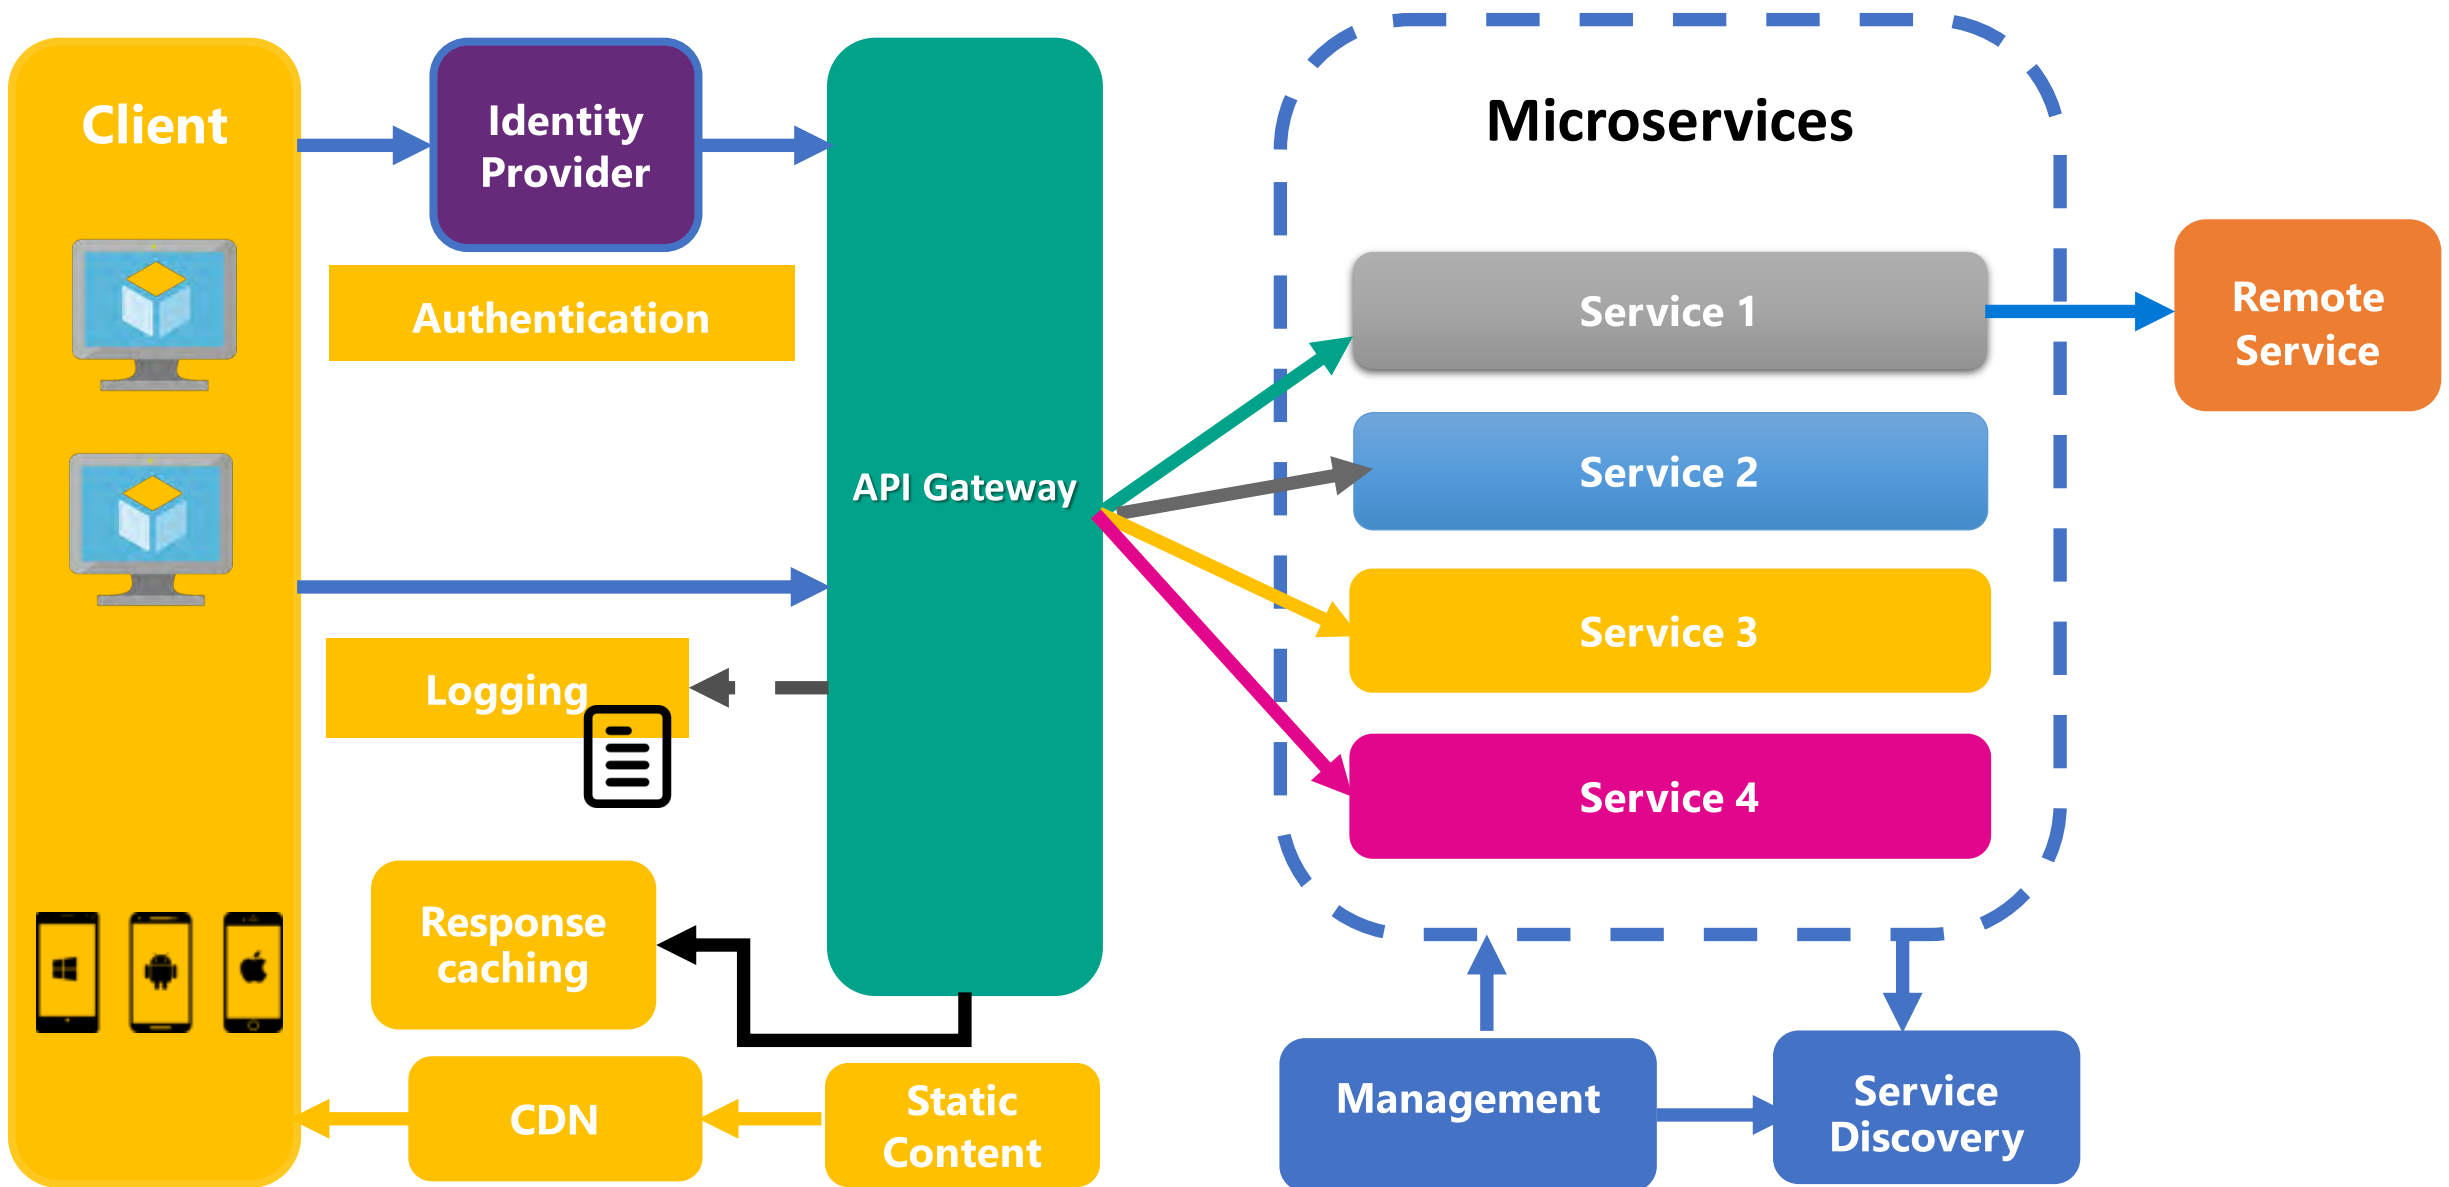 Client
Identity
Provider
Authentication
API Gateway
Logging
Response
caching
CDN
Static
Content
Microservices
Service 1
Service 2
Service 3
Service 4
Remote
Service
Management
Service
Discovery